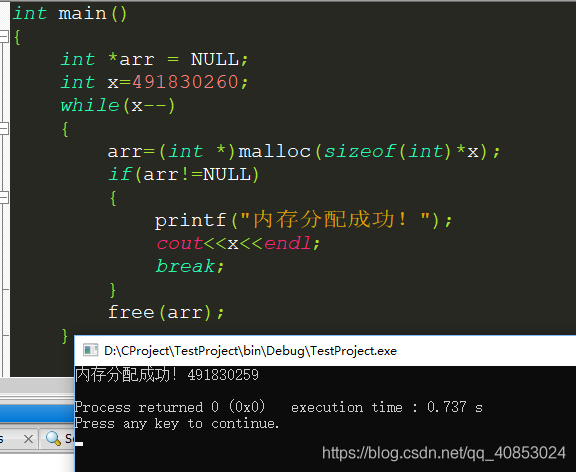 int main()
{
int *arr = NULL;
int x=491830260;
while(x--)
{
arr=(int *)malloc(sizeof(int)*x);
if(arr!=NULL)
{
printf("内存分配成功！");
cout<<x<<endl;
break;
}
free(arr);
}
D:\CProject\TestProject\bin\Debug\TestProject.exe
内存分配成功！491830259
Process returned 0 (0x0)   execution time : 0.737 s
Press any key to continue.
https://blog.csdn.net/qq_40853024